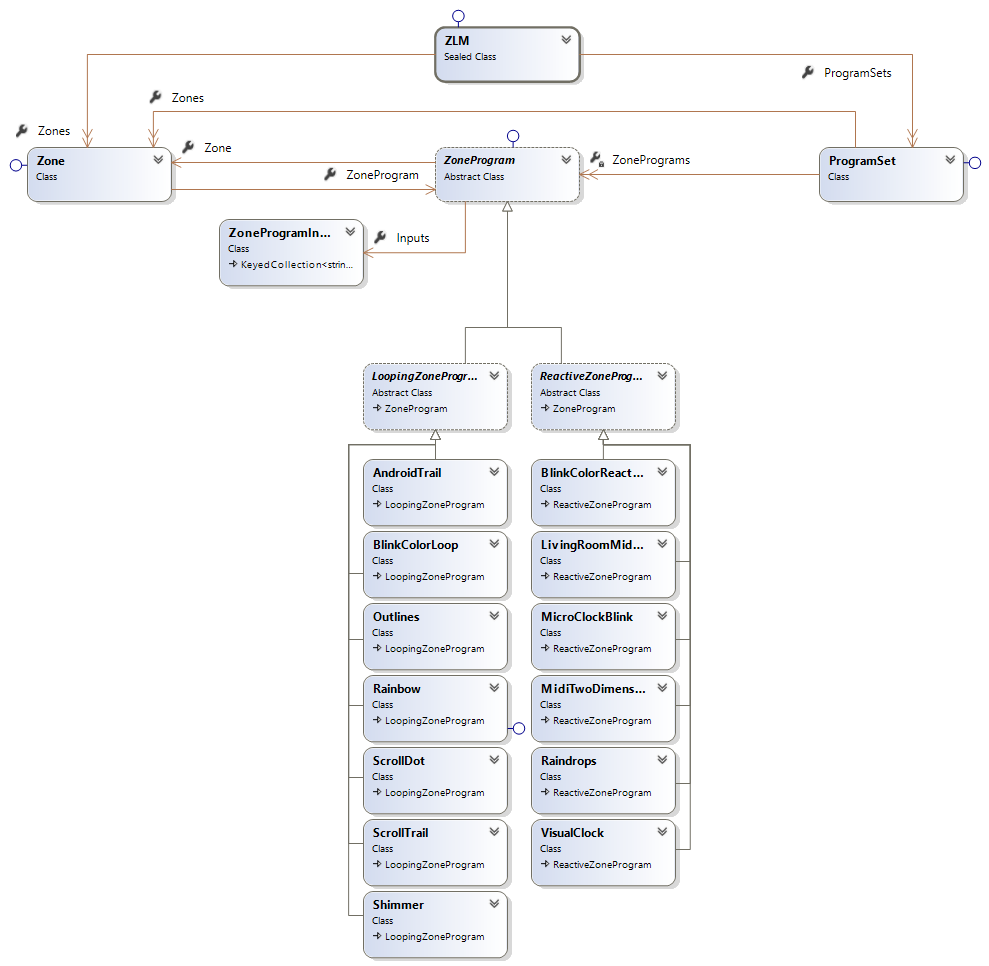 ZLM
Sealed Class
ProgramSets
Zones
Zones
Zone
Class
Zone
ZoneProgram
ZoneProgram
Abstract Class
ZonePrograms
ProgramSet
Class
ZoneProgramIn...
Class
KeyedCollection<strin...
Inputs
LoopingZoneProgr...
Abstract Class
ZoneProgram
ReactiveZoneProg...
Abstract Class
ZoneProgram
AndroidTrail
Class
LoopingZoneProgram
BlinkColorReact...
Class
ReactiveZoneProgram
BlinkColorLoop
Class
LoopingZoneProgram
LivingRoomMid...
Class
ReactiveZoneProgram
Outlines
Class
LoopingZoneProgram
MicroClockBlink
Class
ReactiveZoneProgram
Rainbow
Class
LoopingZoneProgram
MidiTwoDimens...
Class
ReactiveZoneProgram
ScrollDot
Class
LoopingZoneProgram
Raindrops
Class
ReactiveZoneProgram
ScrollTrail
Class
LoopingZoneProgram
VisualClock
Class
ReactiveZoneProgram
Shimmer
Class
LoopingZoneProgram